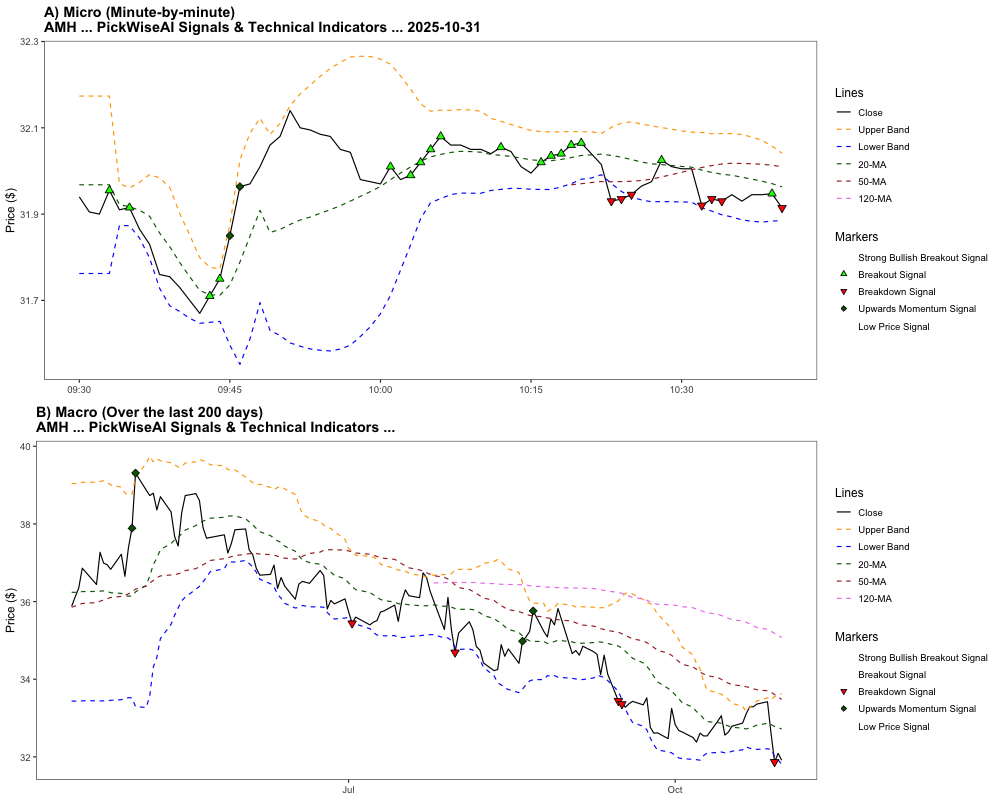 A) Micro (Minute-by-minute)
AMH ... PickWiseAI Signals & Technical Indicators ... 2025-10-31
32.3
32.1
31.9
31.7
Price ($)
09:30
09:45
10:00
10:15
10:30
Lines
Close
Upper Band
Lower Band
20-MA
50-MA
120-MA
Markers
Strong Bullish Breakout Signal
Breakout Signal
Breakdown Signal
Upwards Momentum Signal
Low Price Signal
B) Macro (Over the last 200 days)
AMH ... PickWiseAI Signals & Technical Indicators ...
40
38
36
34
32
Price ($)
Jul
Oct
Lines
Close
Upper Band
Lower Band
20-MA
50-MA
120-MA
Markers
Strong Bullish Breakout Signal
Breakout Signal
Breakdown Signal
Upwards Momentum Signal
Low Price Signal